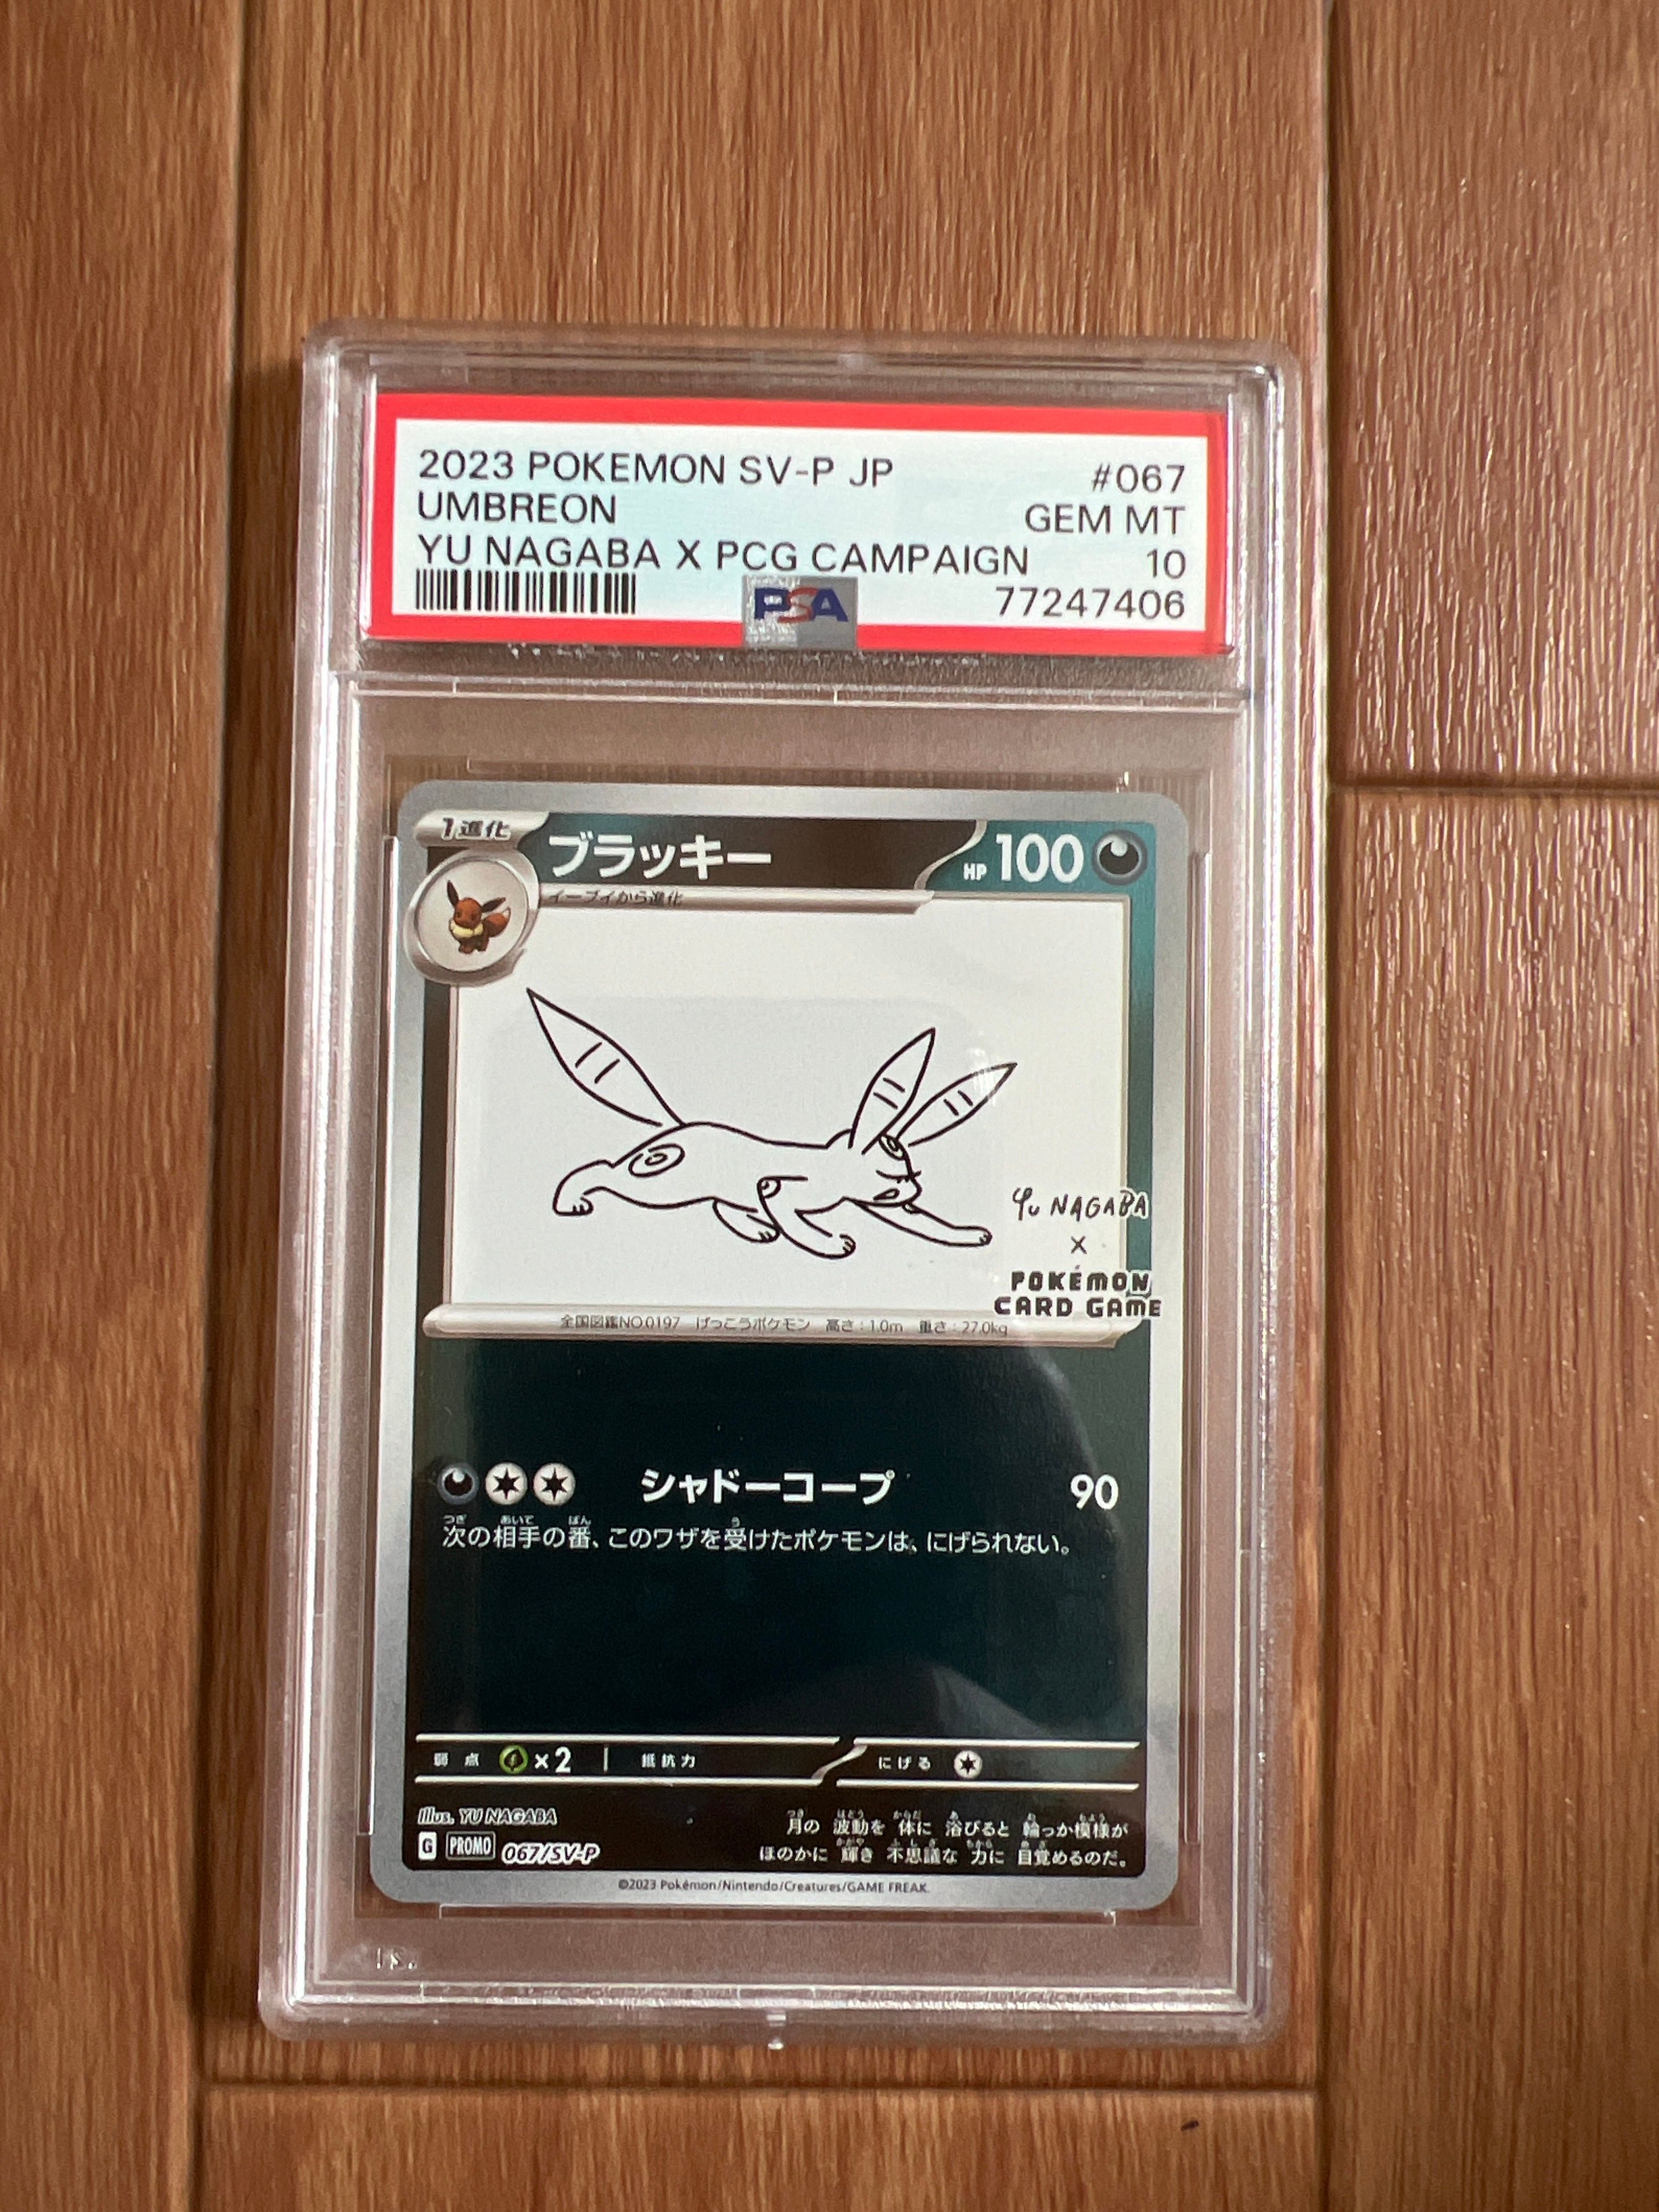 2023 POKEMON SV-P JP #067
UMBREON GEM MT
YU NAGABA X PCG CAMPAIGN 10
PSA 77247406
1進化 ブラッキー HP 100
イーブイから進化
YU NAGABA
X
POKÉMON
CARD GAME
全国図鑑NO.0197 げっこうポケモン 高さ:1.0m 重さ:27.0kg
シャドーコープ 90
次の相手の番、このワザを受けたポケモンは、にげられない。
弱点 ×2 抵抗力 にげる
Illus. YU NAGABA
G PROMO 067/SV-P
月の 波動を 体に 浴びると 輪っか模様が
ほのかに 輝き 不思議な 力に 目覚めるのだ。
©2023 Pokémon/Nintendo/Creatures/GAME FREAK.